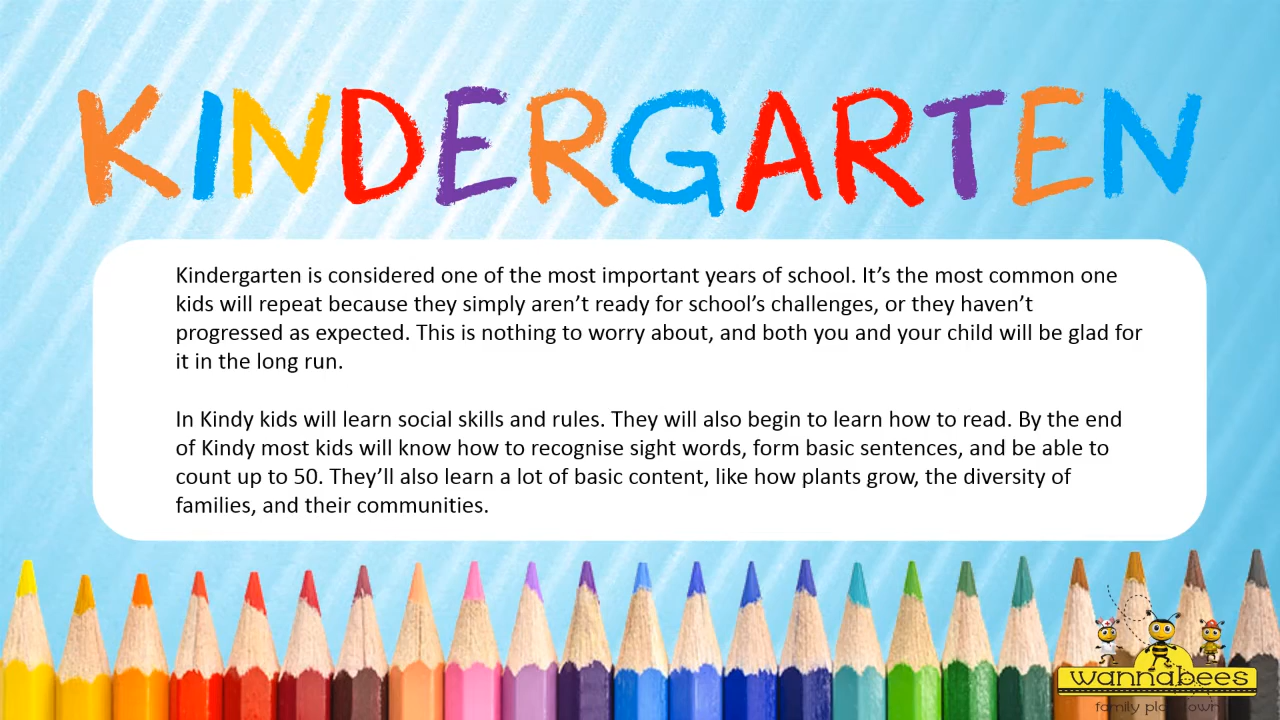 KINDERGARTEN
Kindergarten is considered one of the most important years of school. It’s the most common one
kids will repeat because they simply aren’t ready for school’s challenges, or they haven’t
progressed as expected. This is nothing to worry about, and both you and your child will be glad for
it in the long run.
In Kindy kids will learn social skills and rules. They will also begin to learn how to read. By the end
of Kindy most kids will know how to recognise sight words, form basic sentences, and be able to
count up to 50. They’ll also learn a lot of basic content, like how plants grow, the diversity of
families, and their communities.
wannabees
family play town